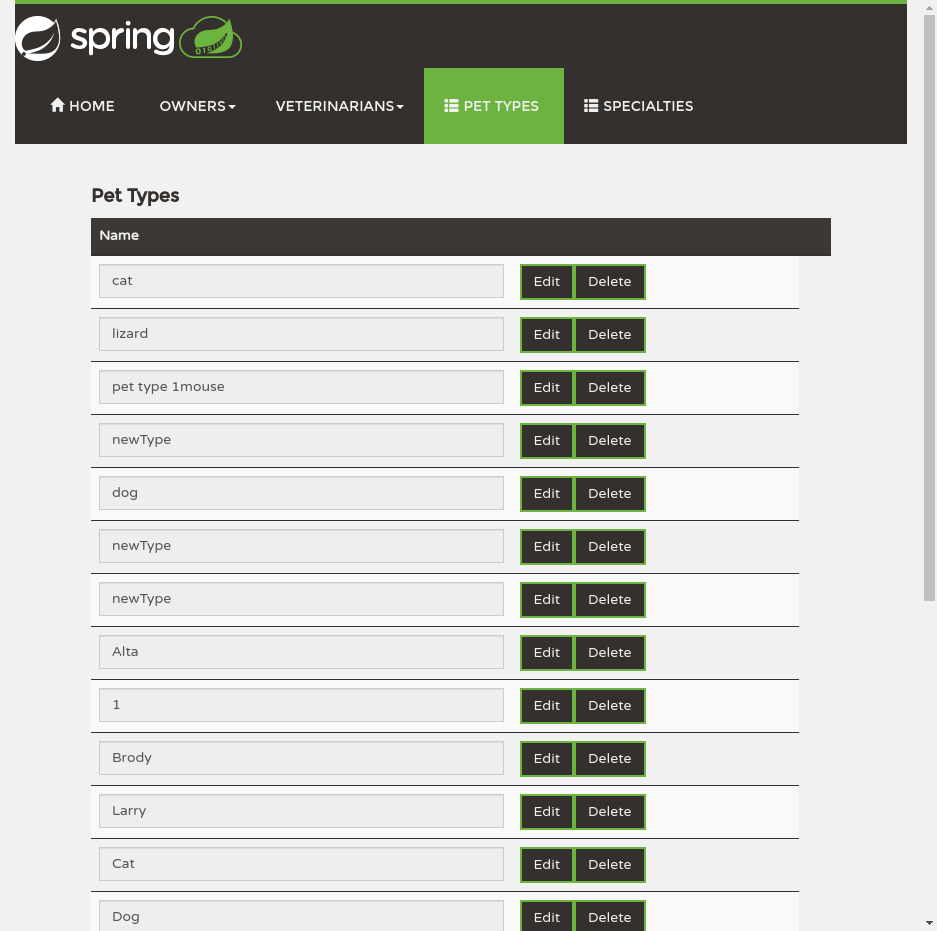 spring
HOME OWNERS VETERINARIANS PET TYPES SPECIALTIES
Pet Types
Name
cat Edit Delete
lizard Edit Delete
pet type 1mouse Edit Delete
newType Edit Delete
dog Edit Delete
newType Edit Delete
newType Edit Delete
Alta Edit Delete
1 Edit Delete
Brody Edit Delete
Larry Edit Delete
Cat Edit Delete
Dog Edit Delete